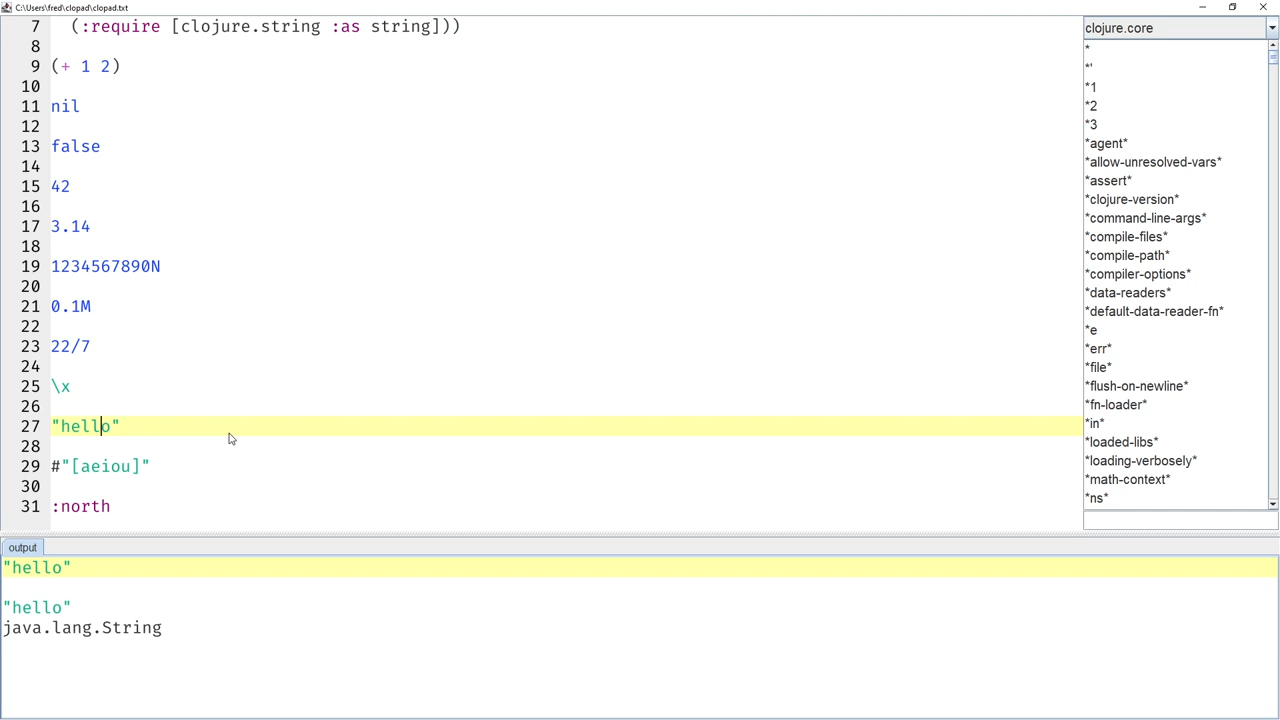 C:\Users\fred\clopad\clopad.txt
7 (:require [clojure.string :as string]))
8
9 (+ 1 2)
10
11 nil
12
13 false
14
15 42
16
17 3.14
18
19 1234567890N
20
21 0.1M
22
23 22/7
24
25 \x
26
27 "hello"
28
29 #"[aeiou]"
30
31 :north
clojure.core
*
*'
*1
*2
*3
*agent*
*allow-unresolved-vars*
*assert*
*clojure-version*
*command-line-args*
*compile-files*
*compile-path*
*compiler-options*
*data-readers*
*default-data-reader-fn*
*e
*err*
*file*
*flush-on-newline*
*fn-loader*
*in*
*loaded-libs*
*loading-verbosely*
*math-context*
*ns*
output
"hello"
"hello"
java.lang.String